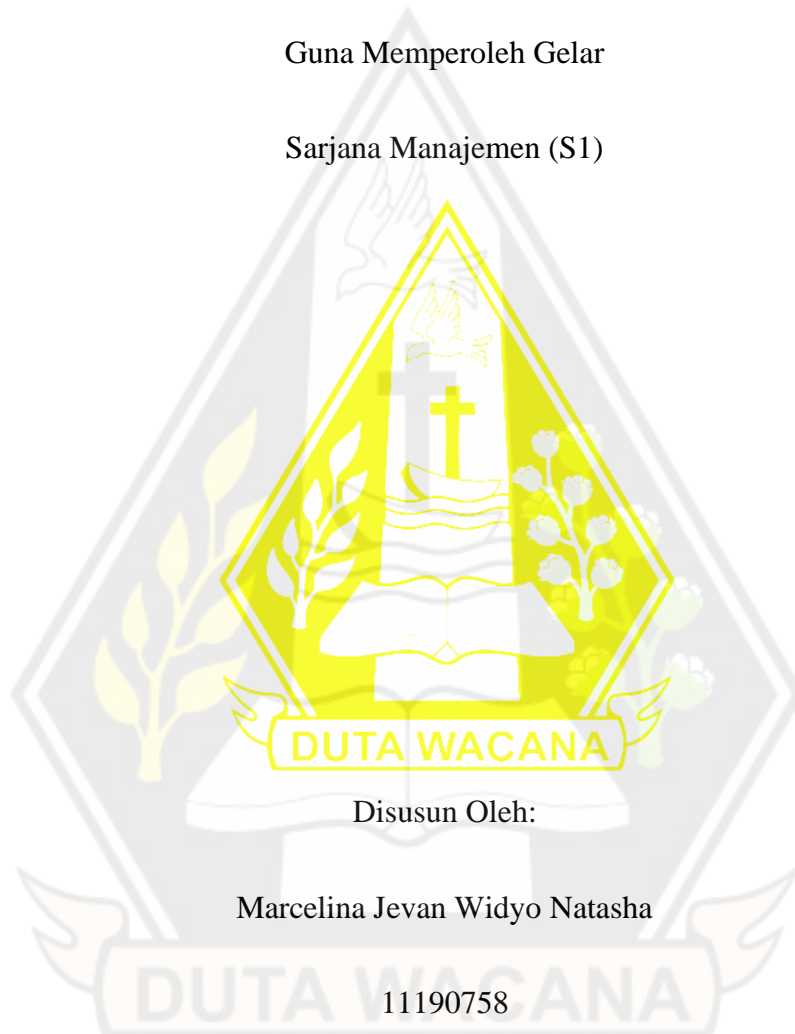 Guna Memperoleh Gelar
Sarjana Manajemen (S1)
DUTA WACANA
Disusun Oleh:
Marcelina Jevan Widyo Natasha
DUTA WACANA
11190758